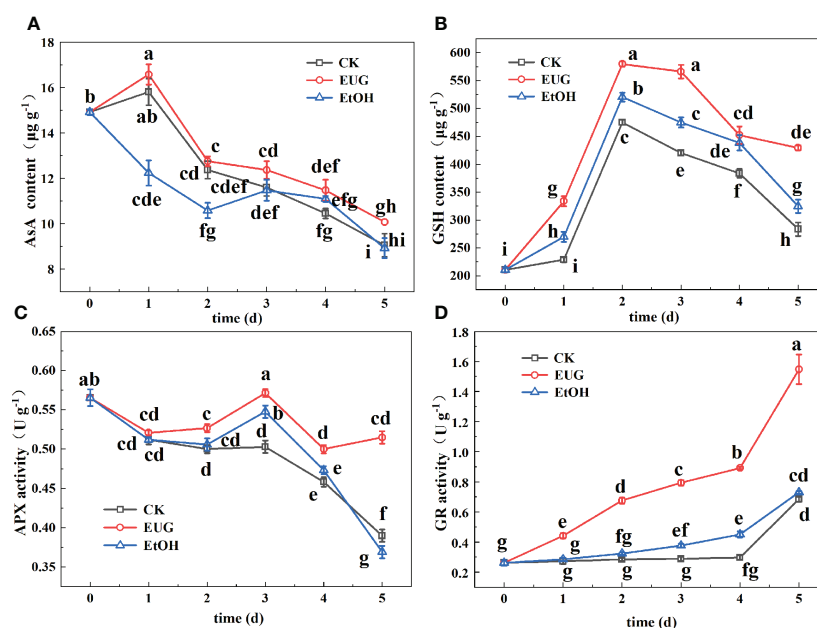 A
AsA content（μg g⁻¹）
18
16
14
12
10
8
CK
EUG
EtOH
b
a
ab
cde
c
cd
cdef
fg
cd
def
def
efg
fg
gh
hi
i
0 1 2 3 4 5
time (d)
B
GSH content（μg g⁻¹）
600
550
500
450
400
350
300
250
200
CK
EUG
EtOH
i
g
h
i
a
b
c
a
c
e
cd
de
f
de
g
h
0 1 2 3 4 5
time (d)
C
APX activity（U g⁻¹）
0.65
0.60
0.55
0.50
0.45
0.40
0.35
CK
EUG
EtOH
ab
cd
cd
cd
c
cd
d
a
b
d
d
e
e
cd
f
g
0 1 2 3 4 5
time (d)
D
GR activity（U g⁻¹）
1.8
1.6
1.4
1.2
1.0
0.8
0.6
0.4
0.2
CK
EUG
EtOH
g
e
g
g
d
fg
g
c
ef
g
b
e
fg
a
cd
d
0 1 2 3 4 5
time (d)